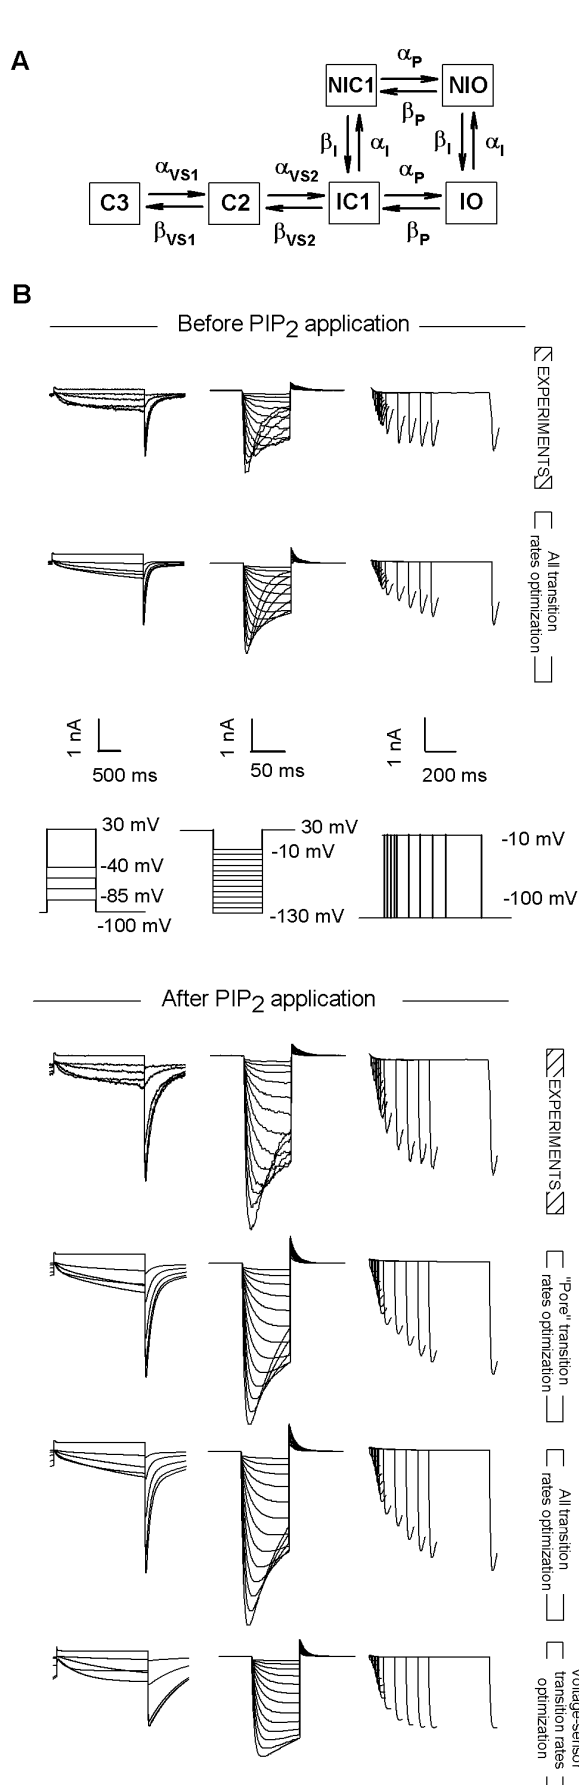 A
α_P
NIC1 NIO
β_P
β_I α_I β_I α_I
α_VS1 α_VS2 α_P
C3 C2 IC1 IO
β_VS1 β_VS2 β_P
B
Before PIP2 application
EXPERIMENTS
All transition
rates optimization
1 nA 1 nA 1 nA
500 ms 50 ms 200 ms
30 mV 30 mV -10 mV
-40 mV -10 mV
-85 mV -100 mV
-100 mV -130 mV
After PIP2 application
EXPERIMENTS
"Pore" transition
rates optimization
All transition
rates optimization
Voltage-sensor
transition rates
optimization